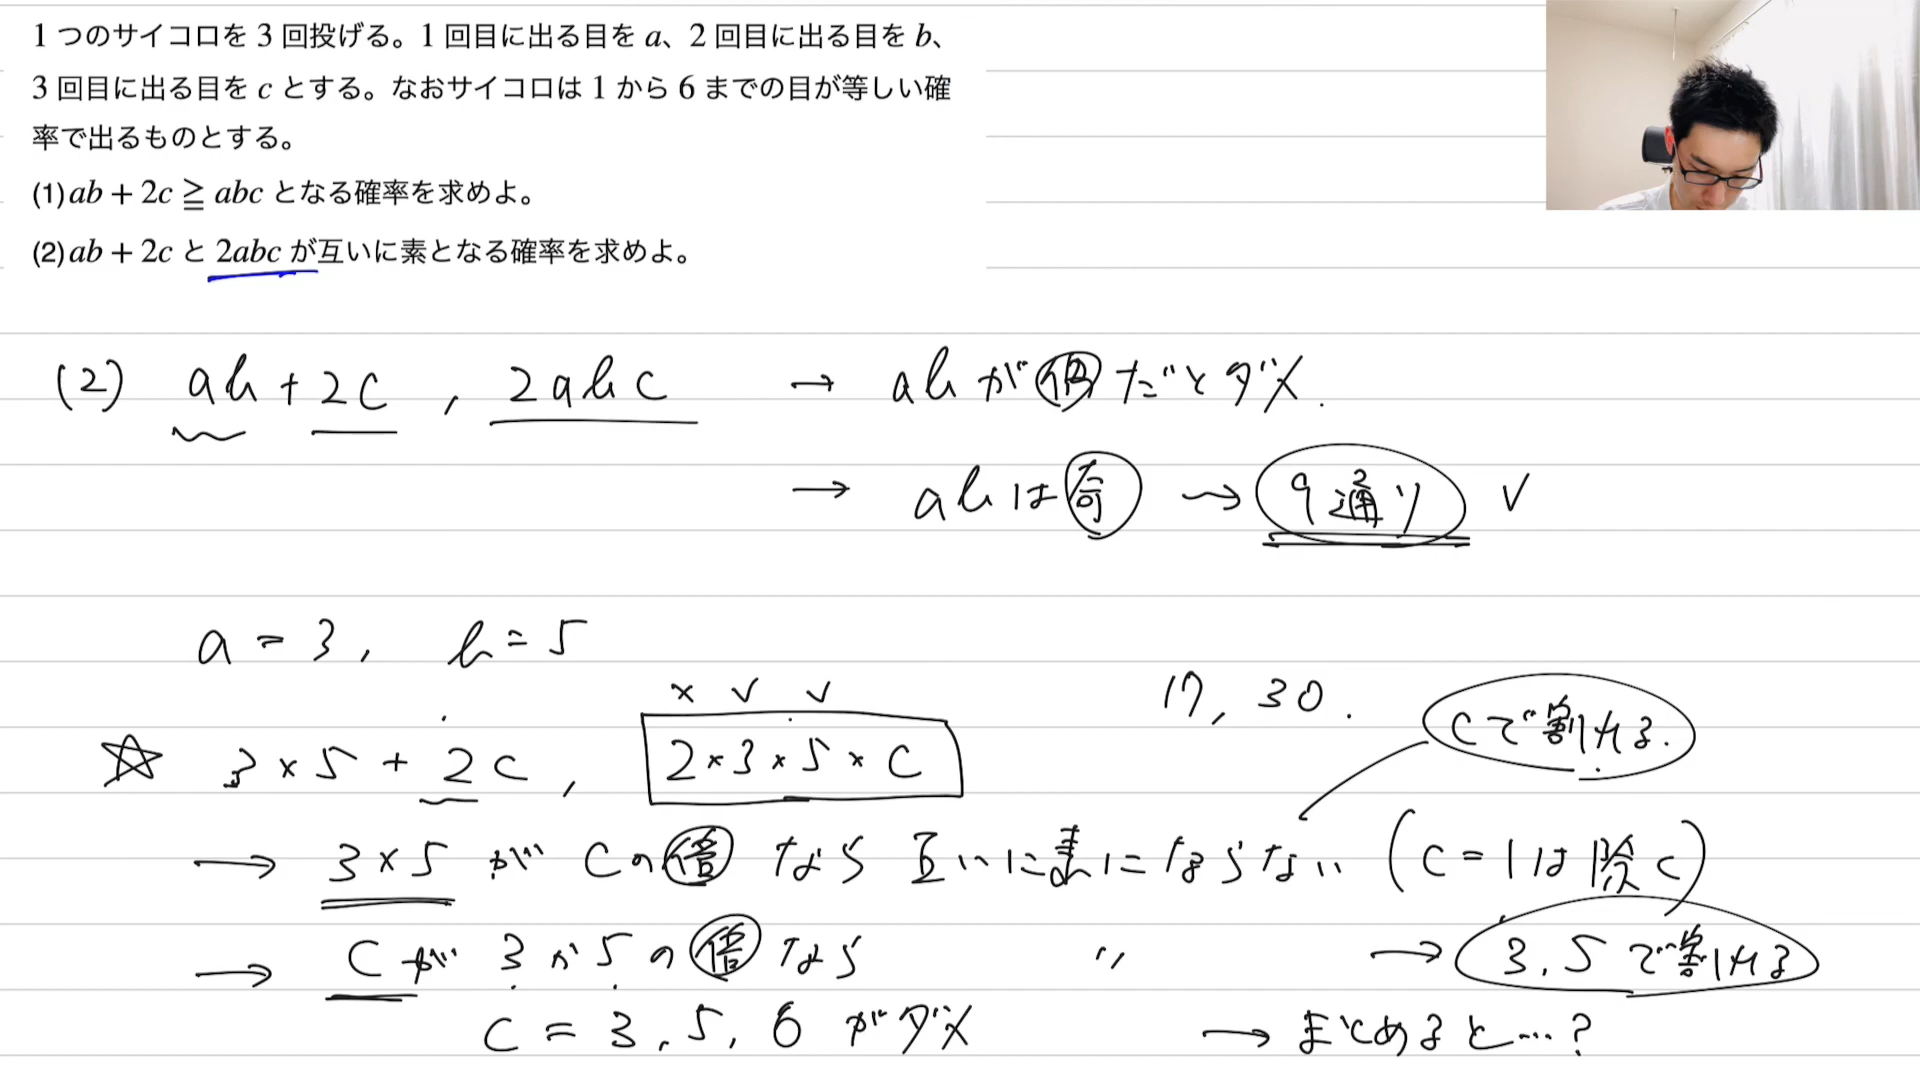 1 つのサイコロを 3 回投げる。1 回目に出る目を a、2 回目に出る目を b、
3 回目に出る目を c とする。なおサイコロは 1 から 6 までの目が等しい確
率で出るものとする。
(1) ab + 2c ≧ abc となる確率を求めよ。
(2) ab + 2c と 2abc が互いに素となる確率を求めよ。
(2) ab + 2c , 2abc → abが偶だとダメ.
→ abは奇 → 9通り ✓
a = 3, b = 5
× ✓ ✓ 17, 30. cで割れる.
☆ 3 × 5 + 2c , 2 × 3 × 5 × c
→ 3 × 5 が cの倍 なら 互いに素にならない (c = 1 は除く)
→ cが 3か5の倍なら 〃 → 3, 5で割れる
c = 3, 5, 6 がダメ → まとめると…?